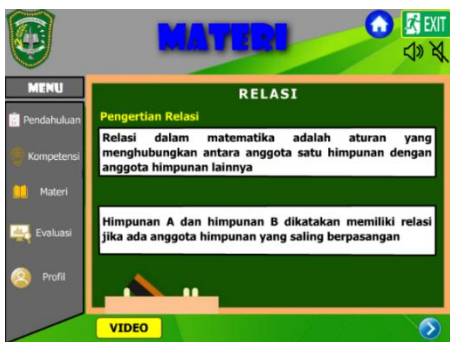 MATERI
EXIT
MENU
Pendahuluan
Kompetensi
Materi
Evaluasi
Profil
RELASI
Pengertian Relasi
Relasi dalam matematika adalah aturan yang
menghubungkan antara anggota satu himpunan dengan
anggota himpunan lainnya
Himpunan A dan himpunan B dikatakan memiliki relasi
jika ada anggota himpunan yang saling berpasangan
VIDEO